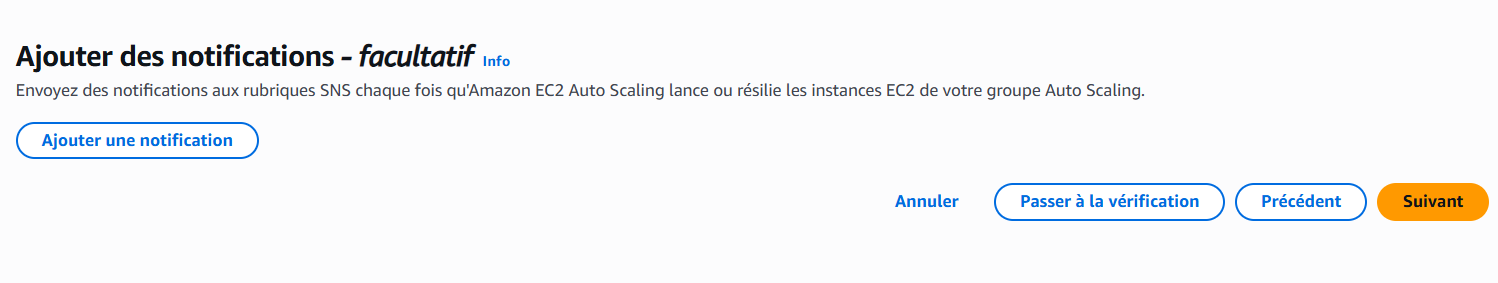 Ajouter des notifications - facultatif Info
Envoyez des notifications aux rubriques SNS chaque fois qu'Amazon EC2 Auto Scaling lance ou résilie les instances EC2 de votre groupe Auto Scaling.
Ajouter une notification
Annuler Passer à la vérification Précédent Suivant